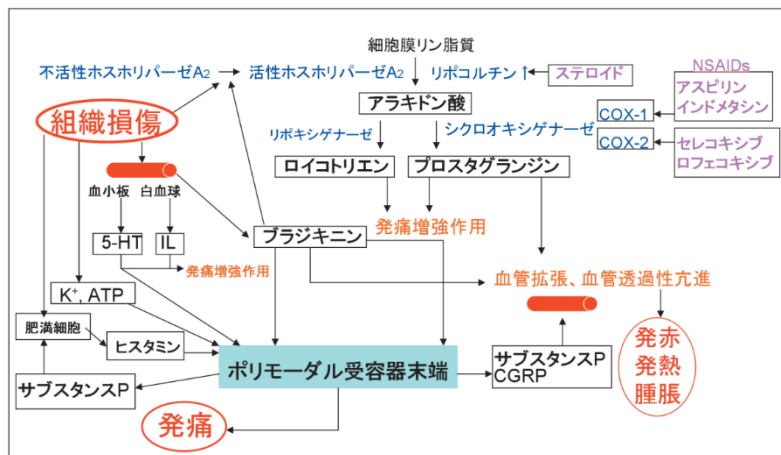 細胞膜リン脂質
不活性ホスホリパーゼA2
活性ホスホリパーゼA2
リポコルチン↑
ステロイド
NSAIDs
アスピリン
インドメタシン
アラキドン酸
COX-1
組織損傷
リポキシゲナーゼ
シクロオキシゲナーゼ
COX-2
セレコキシブ
ロフェコキシブ
ロイコトリエン
プロスタグランジン
血小板 白血球
発痛増強作用
5-HT
IL
ブラジキニン
発痛増強作用
血管拡張、血管透過性亢進
K+, ATP
肥満細胞
ヒスタミン
発赤
発熱
腫脹
ポリモーダル受容器末端
サブスタンスP
CGRP
サブスタンスP
発痛